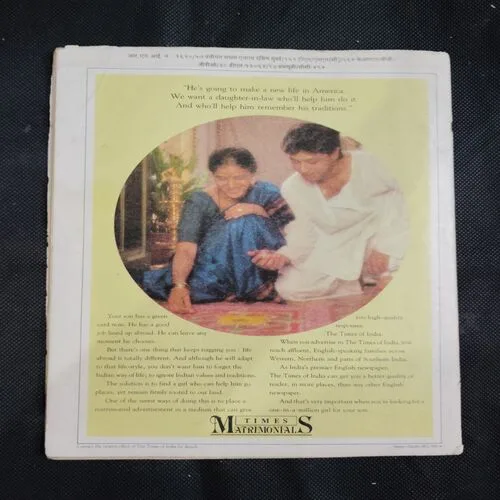 "He's going to make a new life in America.
We want a daughter-in-law who'll help him do it.
And who'll help him remember his traditions."
Your son has a green
card now. He has a good
job lined up abroad. He can leave any
moment he chooses.
But there's one thing that keeps nagging you : life
abroad is totally different. And although he will adapt
to that lifestyle, you don't want him to forget the
Indian way of life; to ignore Indian values and traditions.
The solution is to find a girl who can help him go
places, yet remain firmly rooted to our land.
One of the surest ways of doing this is to place a
matrimonial advertisement in a medium that can give
you high-quality
responses.
The Times of India.
When you advertise in The Times of India, you
reach affluent, English-speaking families across
Western, Northern and parts of Southern India.
As India's premier English newspaper,
The Times of India can get you a better quality of
reader, in more places, than any other English
newspaper.
And that's very important when you're looking for a
one-in-a-million girl for your son.
TIMES
MATRIMONIALS